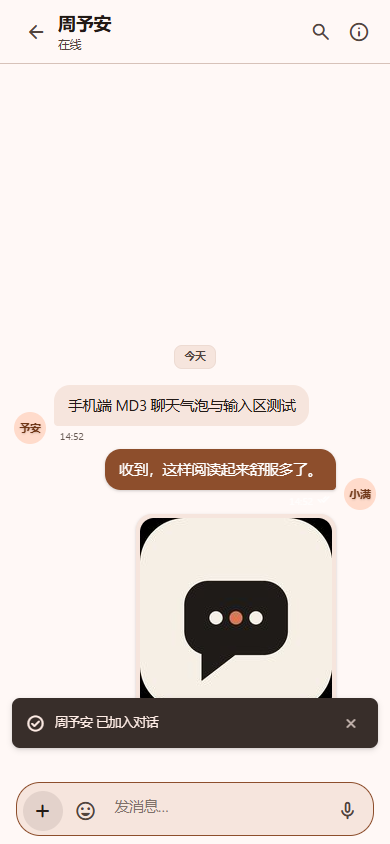 周予安
在线
今天
手机端 MD3 聊天气泡与输入区测试
予安
14:52
收到，这样阅读起来舒服多了。
小满
周予安 已加入对话
发消息...